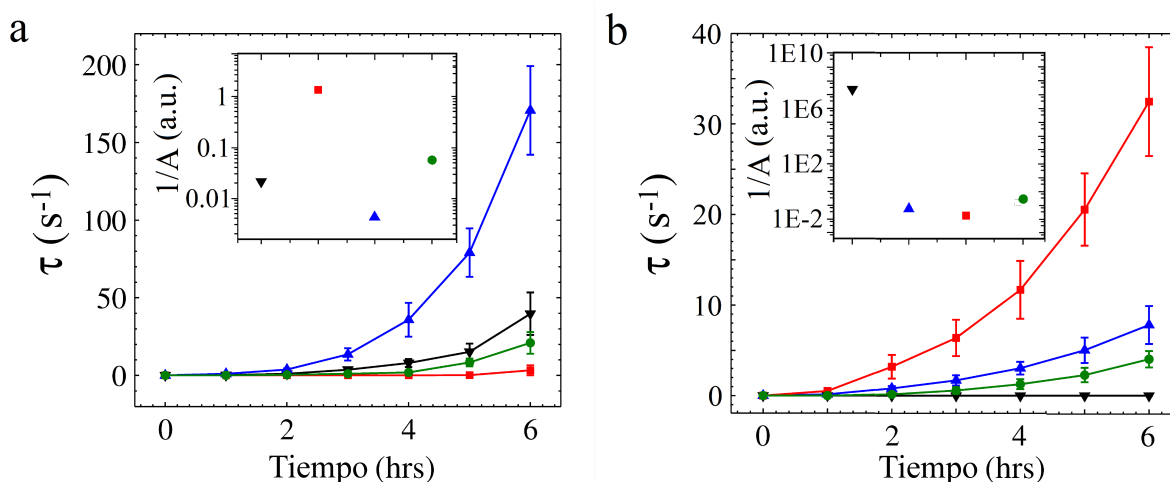 a
τ (s⁻¹)
200
150
100
50
0
0 2 4 6
Tiempo (hrs)
1/A (a.u.)
1
0.1
0.01
b
τ (s⁻¹)
40
30
20
10
0
0 2 4 6
Tiempo (hrs)
1/A (a.u.)
1E10
1E6
1E2
1E-2